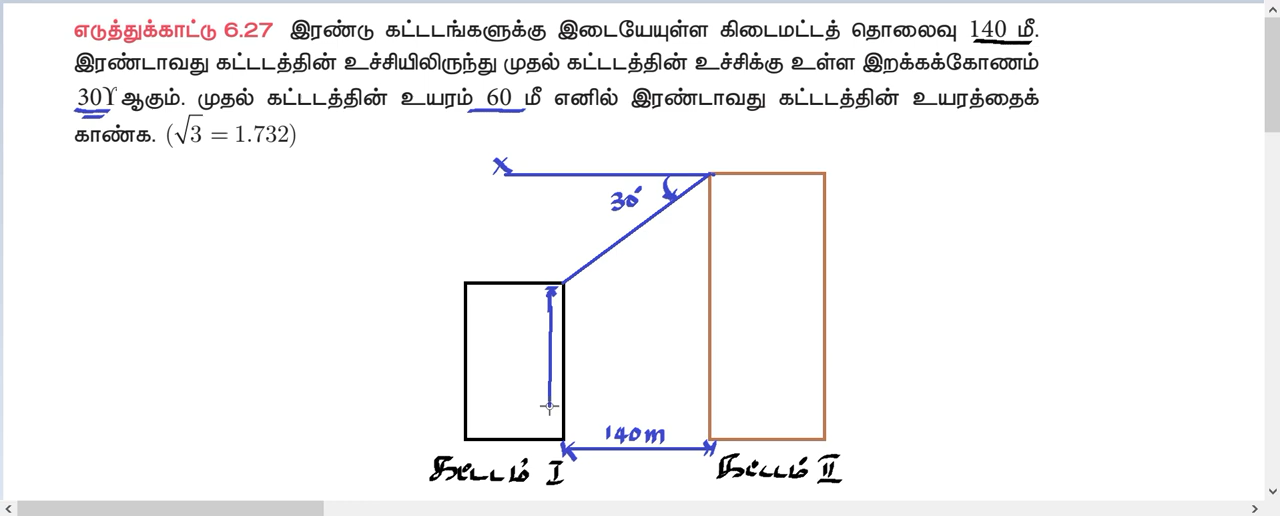 எடுத்துக்காட்டு 6.27 இரண்டு கட்டடங்களுக்கு இடையேயுள்ள கிடைமட்டத் தொலைவு 140 மீ.
இரண்டாவது கட்டடத்தின் உச்சியிலிருந்து முதல் கட்டடத்தின் உச்சிக்கு உள்ள இறக்கக்கோணம்
30ϒ ஆகும். முதல் கட்டடத்தின் உயரம் 60 மீ எனில் இரண்டாவது கட்டடத்தின் உயரத்தைக்
காண்க. (√3 = 1.732)
X
30°
140m
கட்டடம் I
கட்டடம் II